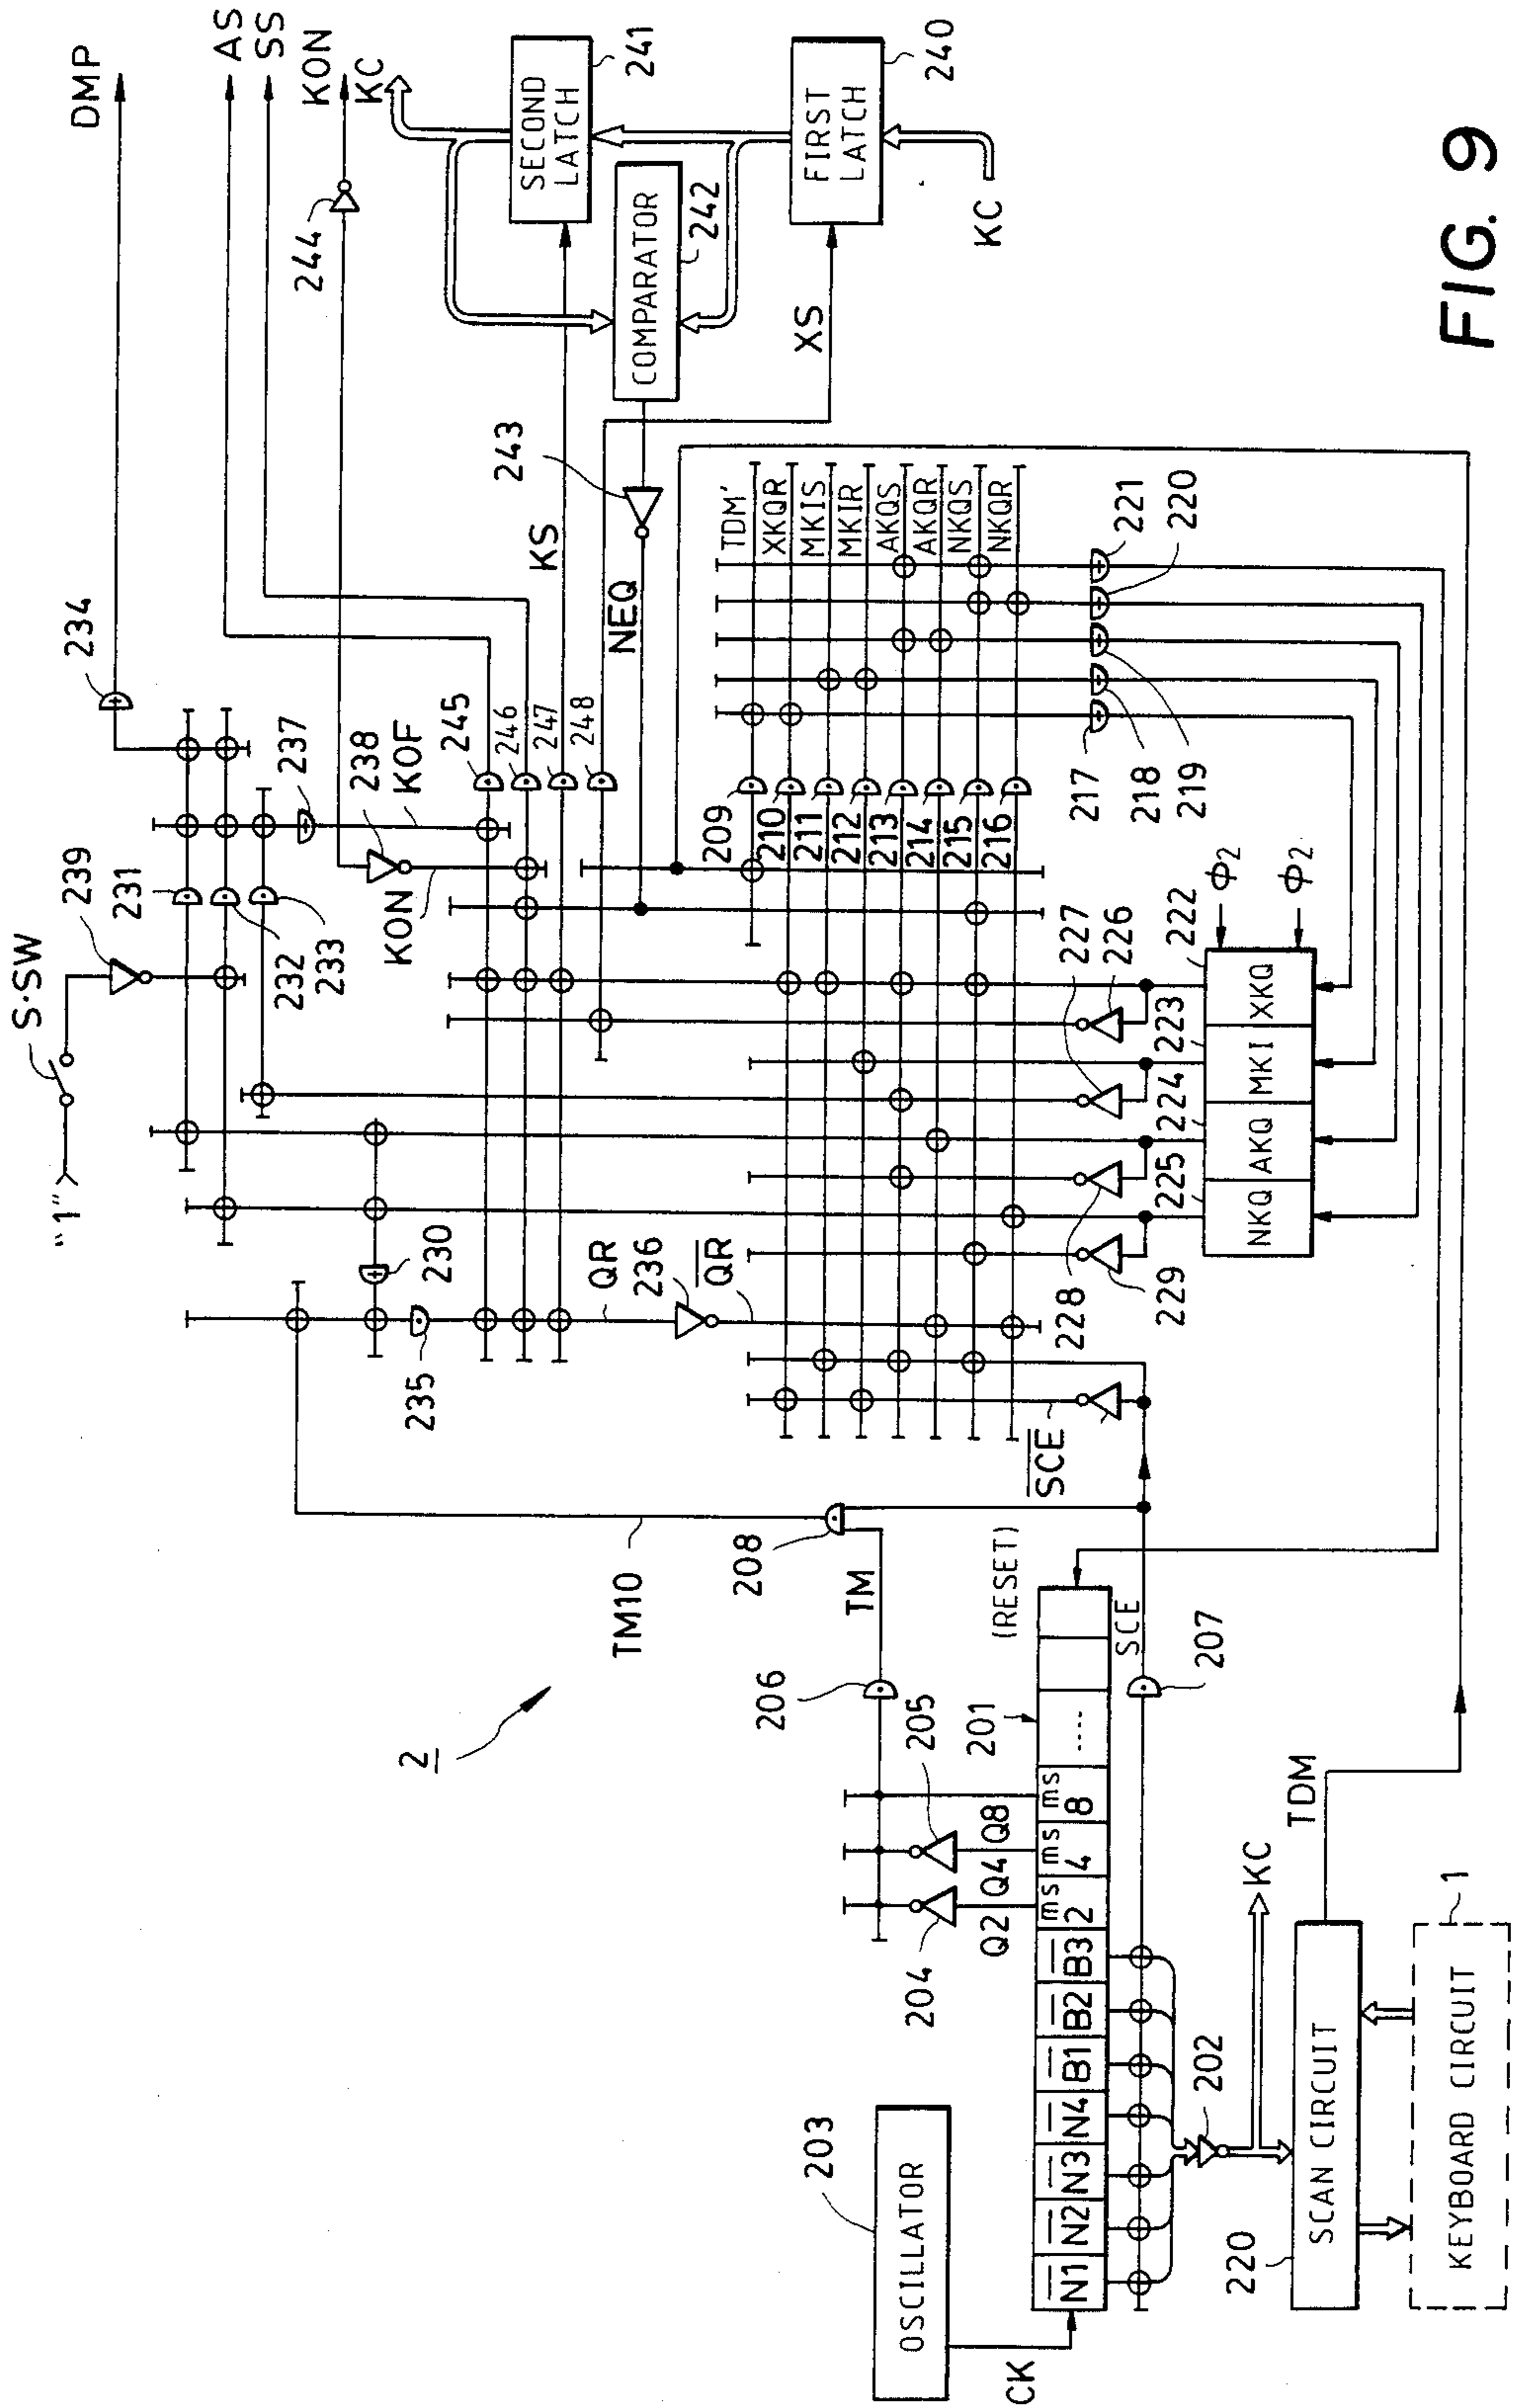 FIG. 9
2
OSCILLATOR
203
CK
N1 N2 N3 N4 B1 B2 B3 2 ms 4 ms 8 ms ....
201
(RESET)
Q2
Q4
Q8
204
205
206
TM
208
TM10
SCE
207
202
KC
SCAN CIRCUIT
220
TDM
KEYBOARD CIRCUIT
1
SCE
QR
QR
235
236
230
228
229
227
226
NKQ AKQ MKI XKQ
225
224
223
222
Φ2
Φ2
"1"
S·SW
239
231
232
233
234
DMP
237
238
KOF
KON
245
246
247
248
AS
SS
KON
KC
244
KS
NEQ
243
XS
SECOND LATCH
241
COMPARATOR
242
FIRST LATCH
240
KC
209
210
211
212
213
214
215
216
TDM'
XKQR
MKIS
MKIR
AKQS
AKQR
NKQS
NKQR
217
218
219
220
221